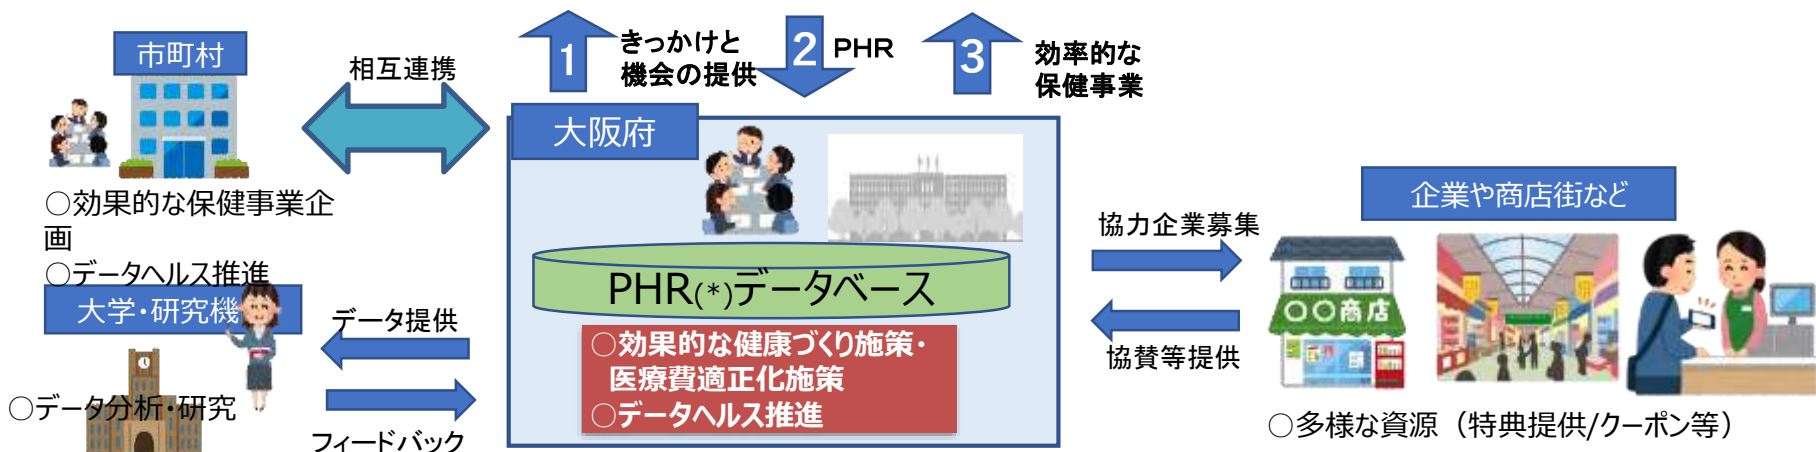 市町村
相互連携
1
きっかけと
機会の提供
2
PHR
3
効率的な
保健事業
○効果的な保健事業企
画
○データヘルス推進
大学・研究機
データ提供
○データ分析・研究
フィードバック
大阪府
PHR(*)データベース
○効果的な健康づくり施策・
医療費適正化施策
○データヘルス推進
協力企業募集
協賛等提供
企業や商店街など
○○商店
○多様な資源（特典提供/クーポン等）